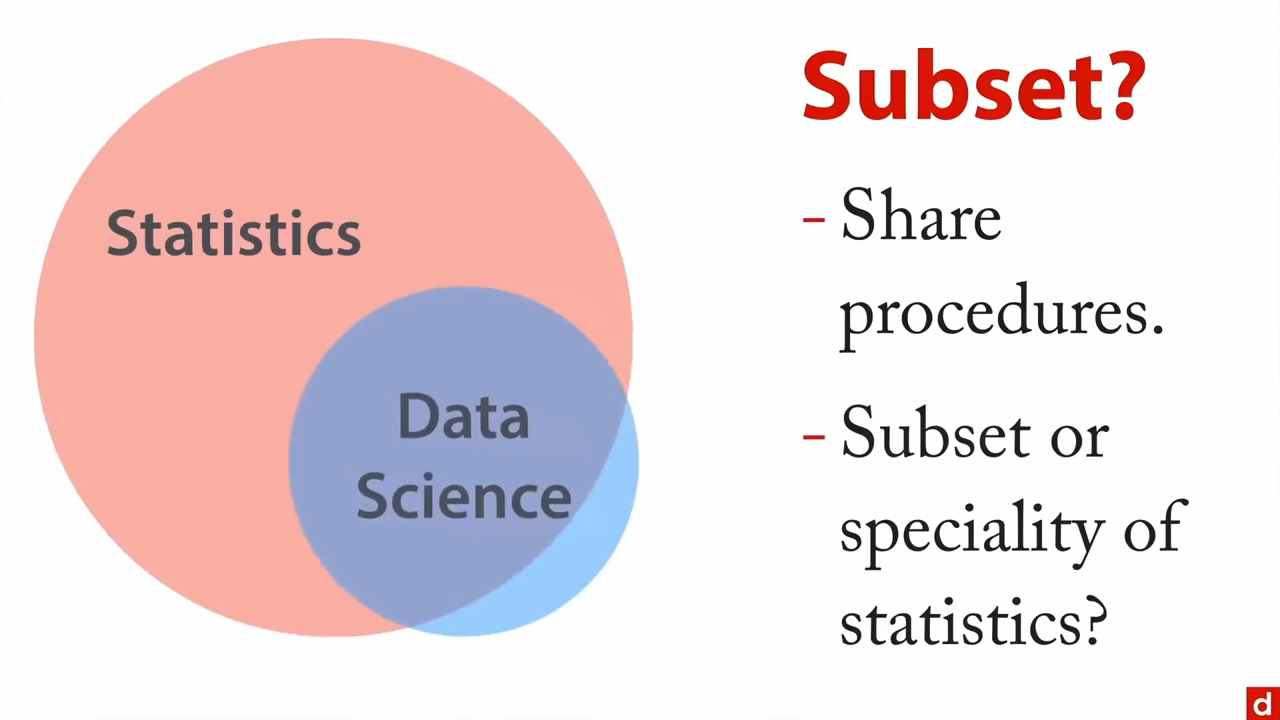 Statistics
Data
Science
Subset?
- Share
procedures.
- Subset or
speciality of
statistics?
d